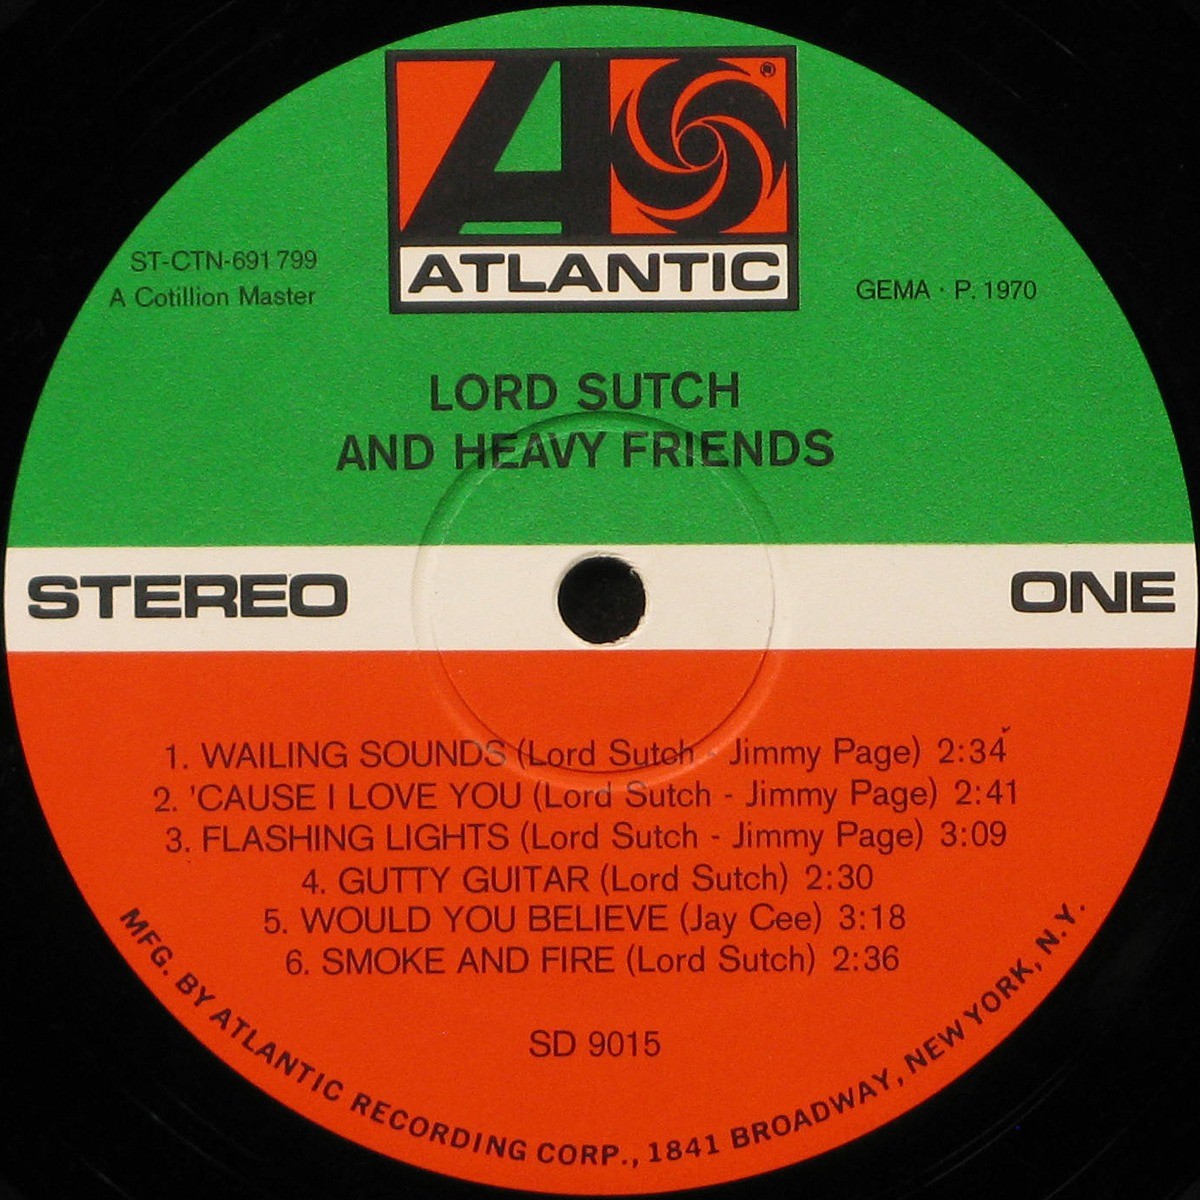 ®
ATLANTIC
ST-CTN-691 799
A Cotillion Master
GEMA · P. 1970
LORD SUTCH
AND HEAVY FRIENDS
STEREO
ONE
1. WAILING SOUNDS (Lord Sutch - Jimmy Page) 2:34
2. 'CAUSE I LOVE YOU (Lord Sutch - Jimmy Page) 2:41
3. FLASHING LIGHTS (Lord Sutch - Jimmy Page) 3:09
4. GUTTY GUITAR (Lord Sutch) 2:30
5. WOULD YOU BELIEVE (Jay Cee) 3:18
6. SMOKE AND FIRE (Lord Sutch) 2:36
SD 9015
MFG. BY ATLANTIC RECORDING CORP., 1841 BROADWAY, NEW YORK, N.Y.